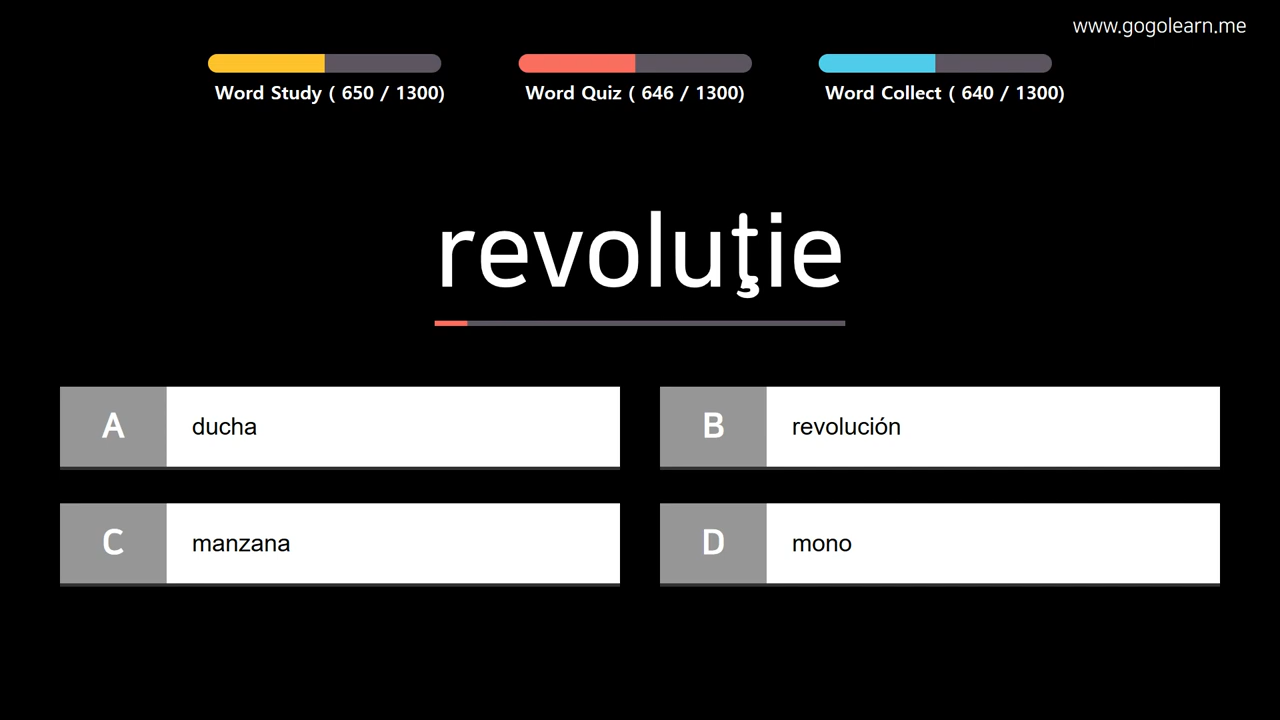 www.gogolearn.me
Word Study ( 650 / 1300)
Word Quiz ( 646 / 1300)
Word Collect ( 640 / 1300)
revoluţie
A ducha
B revolución
C manzana
D mono